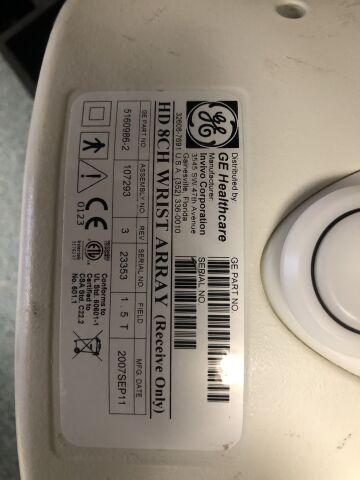 GE
Distributed by
GE Healthcare
Manufacturer:
Invivo Corporation
3545 SW 47th Avenue
Gainesville, Florida
32608-7691 U.S.A. (352) 336-0010
GE PART NO
SERIAL NO
HD 8CH WRIST ARRAY (Receive Only)
GE PART NO. ASSEMBLY NO. REV SERIAL NO. FIELD MFG. DATE
5160986-2 107293 3 23353 1.5 T 2007SEP11
CE
0123
Conforms to
UL Std. 60601-1
CSA Std. C22.2
No. 601.1